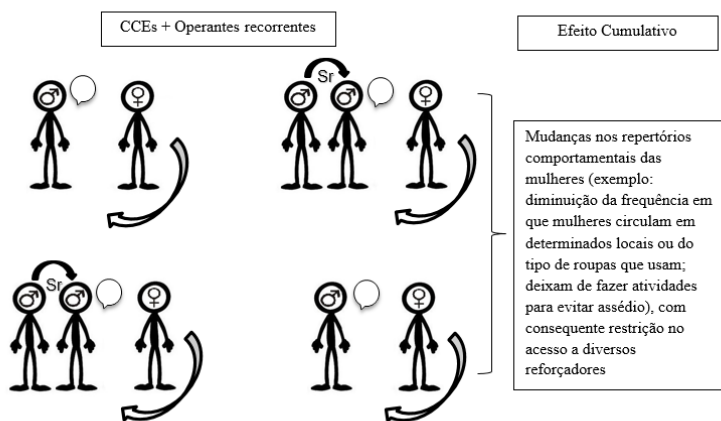 CCEs + Operantes recorrentes
Efeito Cumulativo
Sr
Sr
Mudanças nos repertórios
comportamentais das
mulheres (exemplo:
diminuição da frequência em
que mulheres circulam em
determinados locais ou do
tipo de roupas que usam;
deixam de fazer atividades
para evitar assédio), com
consequente restrição no
acesso a diversos
reforçadores